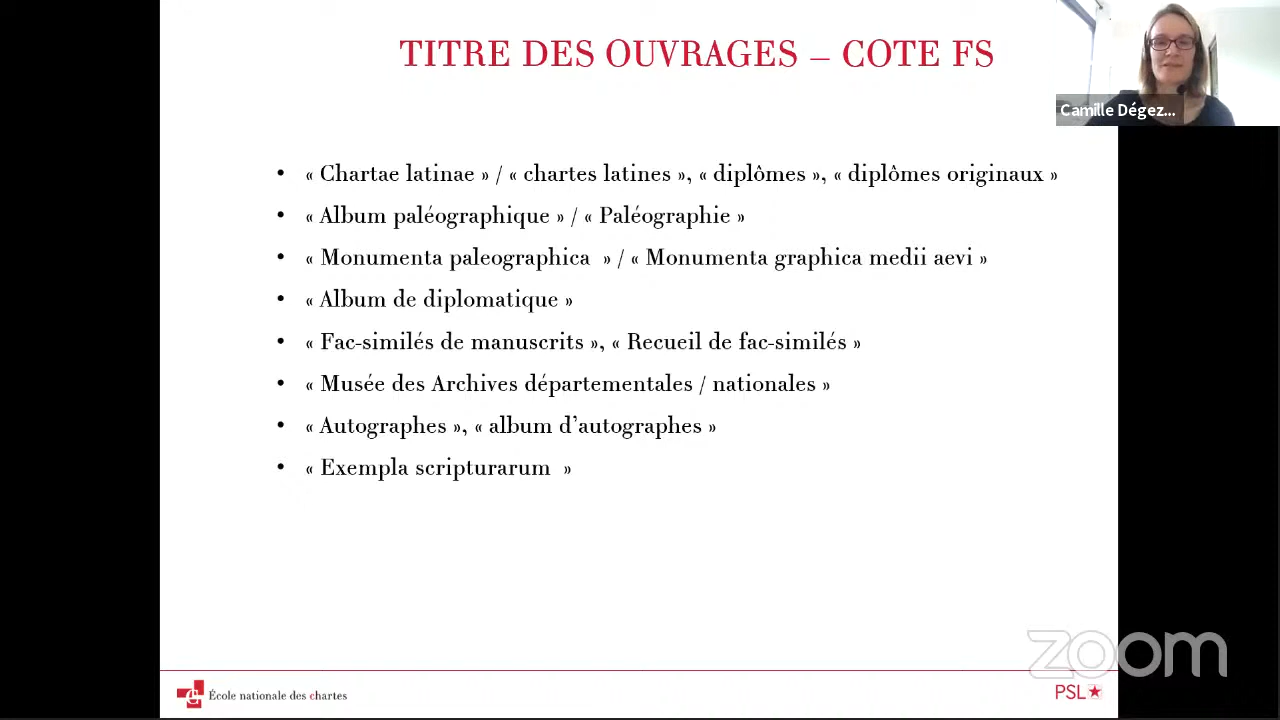 TITRE DES OUVRAGES – COTE FS
Camille Dégez...
• « Chartae latinae » / « chartes latines », « diplômes », « diplômes originaux »
• « Album paléographique » / « Paléographie »
• « Monumenta paleographica  » / « Monumenta graphica medii aevi »
• « Album de diplomatique »
• « Fac-similés de manuscrits », « Recueil de fac-similés »
• « Musée des Archives départementales / nationales »
• « Autographes », « album d’autographes »
• « Exempla scripturarum  »
zoom
École nationale des chartes
PSL★